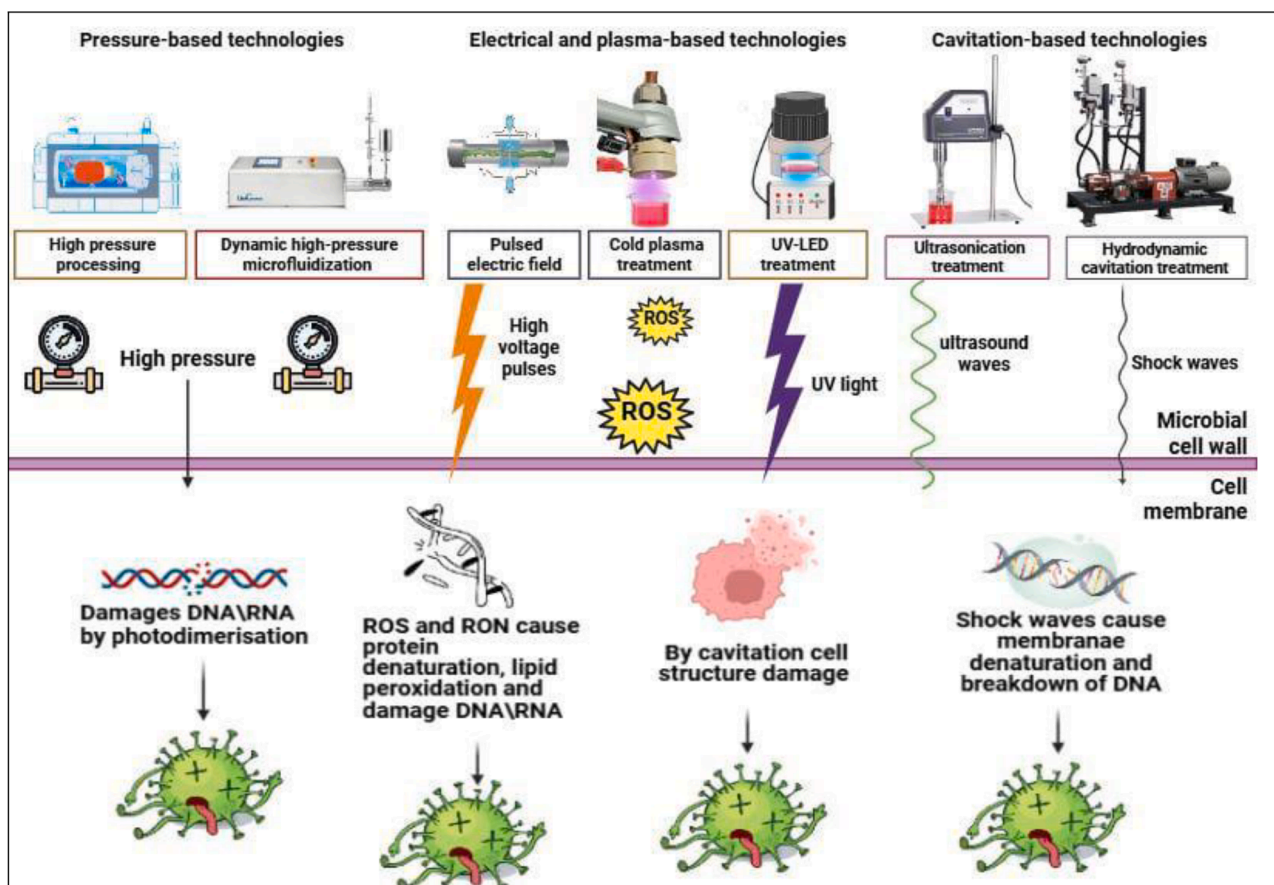 Pressure-based technologies
Electrical and plasma-based technologies
Cavitation-based technologies
High pressure
processing
Dynamic high-pressure
microfluidization
Pulsed
electric field
Cold plasma
treatment
UV-LED
treatment
Ultrasonication
treatment
Hydrodynamic
cavitation treatment
High pressure
High
voltage
pulses
ROS
ROS
UV light
ultrasound
waves
Shock waves
Microbial
cell wall
Cell
membrane
Damages DNA\RNA
by photodimerisation
ROS and RON cause
protein
denaturation, lipid
peroxidation and
damage DNA\RNA
By cavitation cell
structure damage
Shock waves cause
membranae
denaturation and
breakdown of DNA